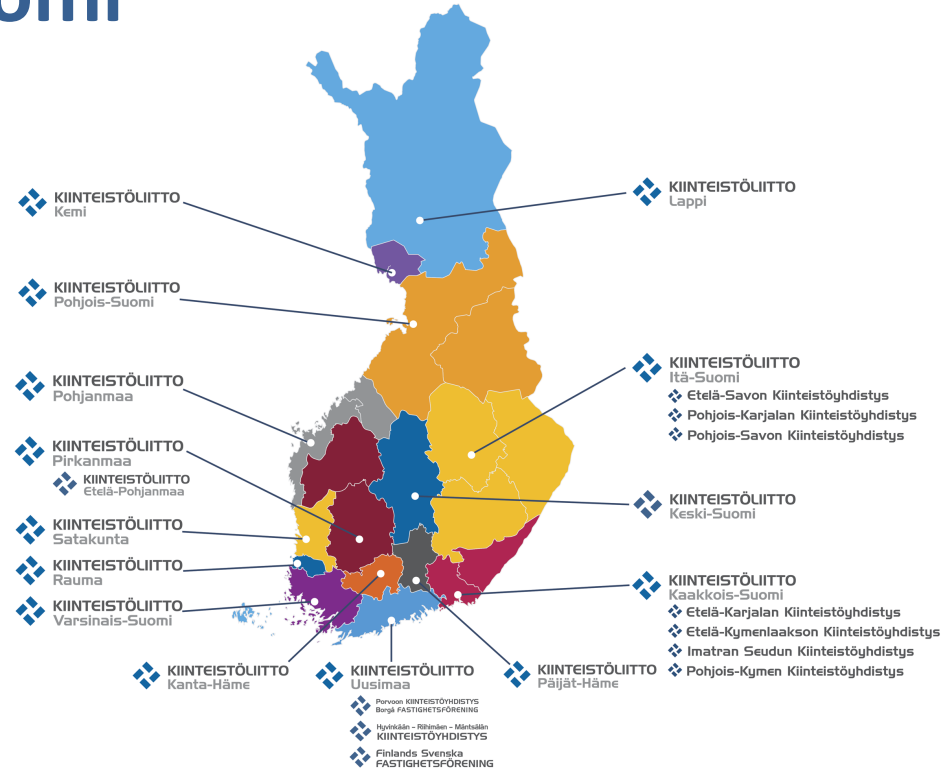 KIINTEISTÖLIITTO
Kemi
KIINTEISTÖLIITTO
Pohjois-Suomi
KIINTEISTÖLIITTO
Pohjanmaa
KIINTEISTÖLIITTO
Pirkanmaa
KIINTEISTÖLIITTO
Etelä-Pohjanmaa
KIINTEISTÖLIITTO
Satakunta
KIINTEISTÖLIITTO
Rauma
KIINTEISTÖLIITTO
Varsinais-Suomi
KIINTEISTÖLIITTO
Kanta-Häme
KIINTEISTÖLIITTO
Uusimaa
Porvoon KIINTEISTÖYHDISTYS
Borgå FASTIGHETSFÖRENING
Hyvinkään – Riihimäen – Mäntsälän
KIINTEISTÖYHDISTYS
Finlands Svenska
FASTIGHETSFÖRENING
KIINTEISTÖLIITTO
Päijät-Häme
KIINTEISTÖLIITTO
Lappi
KIINTEISTÖLIITTO
Itä-Suomi
Etelä-Savon Kiinteistöyhdistys
Pohjois-Karjalan Kiinteistöyhdistys
Pohjois-Savon Kiinteistöyhdistys
KIINTEISTÖLIITTO
Keski-Suomi
KIINTEISTÖLIITTO
Kaakkois-Suomi
Etelä-Karjalan Kiinteistöyhdistys
Etelä-Kymenlaakson Kiinteistöyhdistys
Imatran Seudun Kiinteistöyhdistys
Pohjois-Kymen Kiinteistöyhdistys